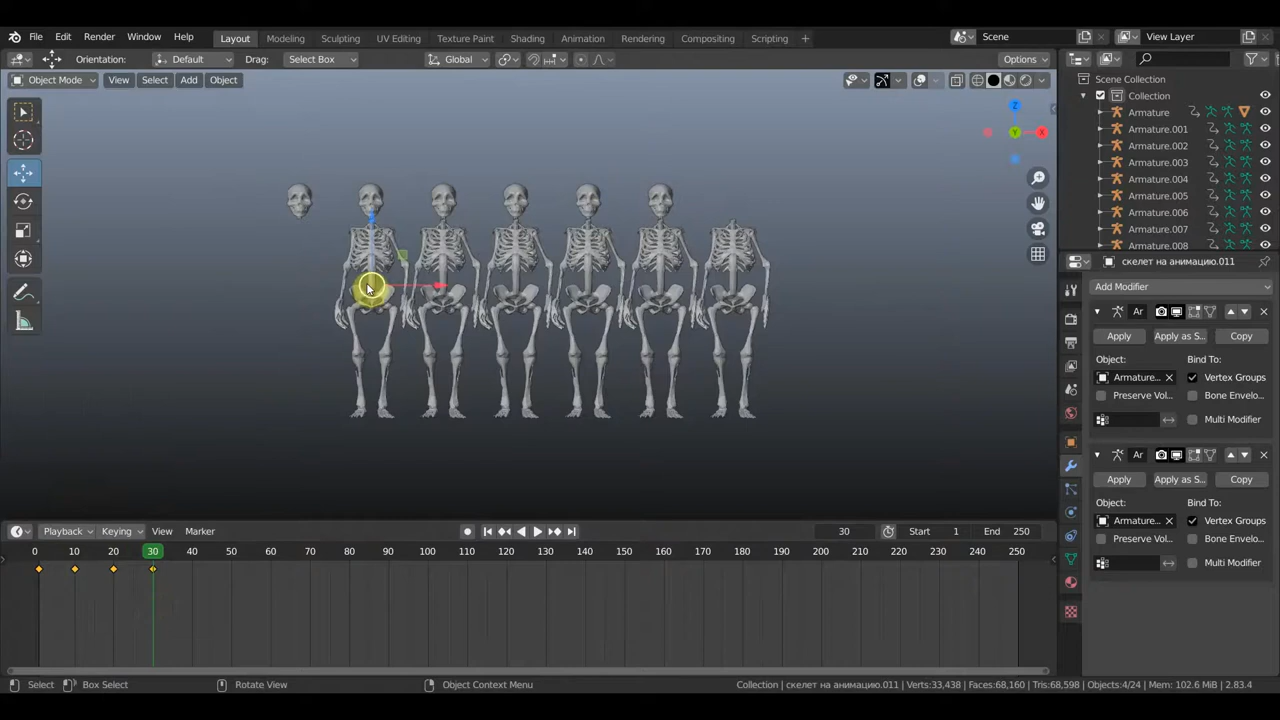 File Edit Render Window Help Layout Modeling Sculpting UV Editing Texture Paint Shading Animation Rendering Compositing Scripting + Scene View Layer
Orientation: Default Drag: Select Box Global Options
Object Mode View Select Add Object
Scene Collection
Collection
Armature
Armature.001
Armature.002
Armature.003
Armature.004
Armature.005
Armature.006
Armature.007
Armature.008
Z
Y
X
скелет на анимацию.011
Add Modifier
Ar
Apply Apply as S... Copy
Object: Bind To:
Armature... Vertex Groups
Preserve Vol... Bone Envelo...
Multi Modifier
Ar
Apply Apply as S... Copy
Object: Bind To:
Armature... Vertex Groups
Preserve Vol... Bone Envelo...
Multi Modifier
Playback Keying View Marker 30 Start 1 End 250
0 10 20 30 40 50 60 70 80 90 100 110 120 130 140 150 160 170 180 190 200 210 220 230 240 250
Select Box Select Rotate View Object Context Menu Collection | скелет на анимацию.011 | Verts:33,438 | Faces:68,160 | Tris:68,598 | Objects:4/24 | Mem: 102.6 MiB | 2.83.4